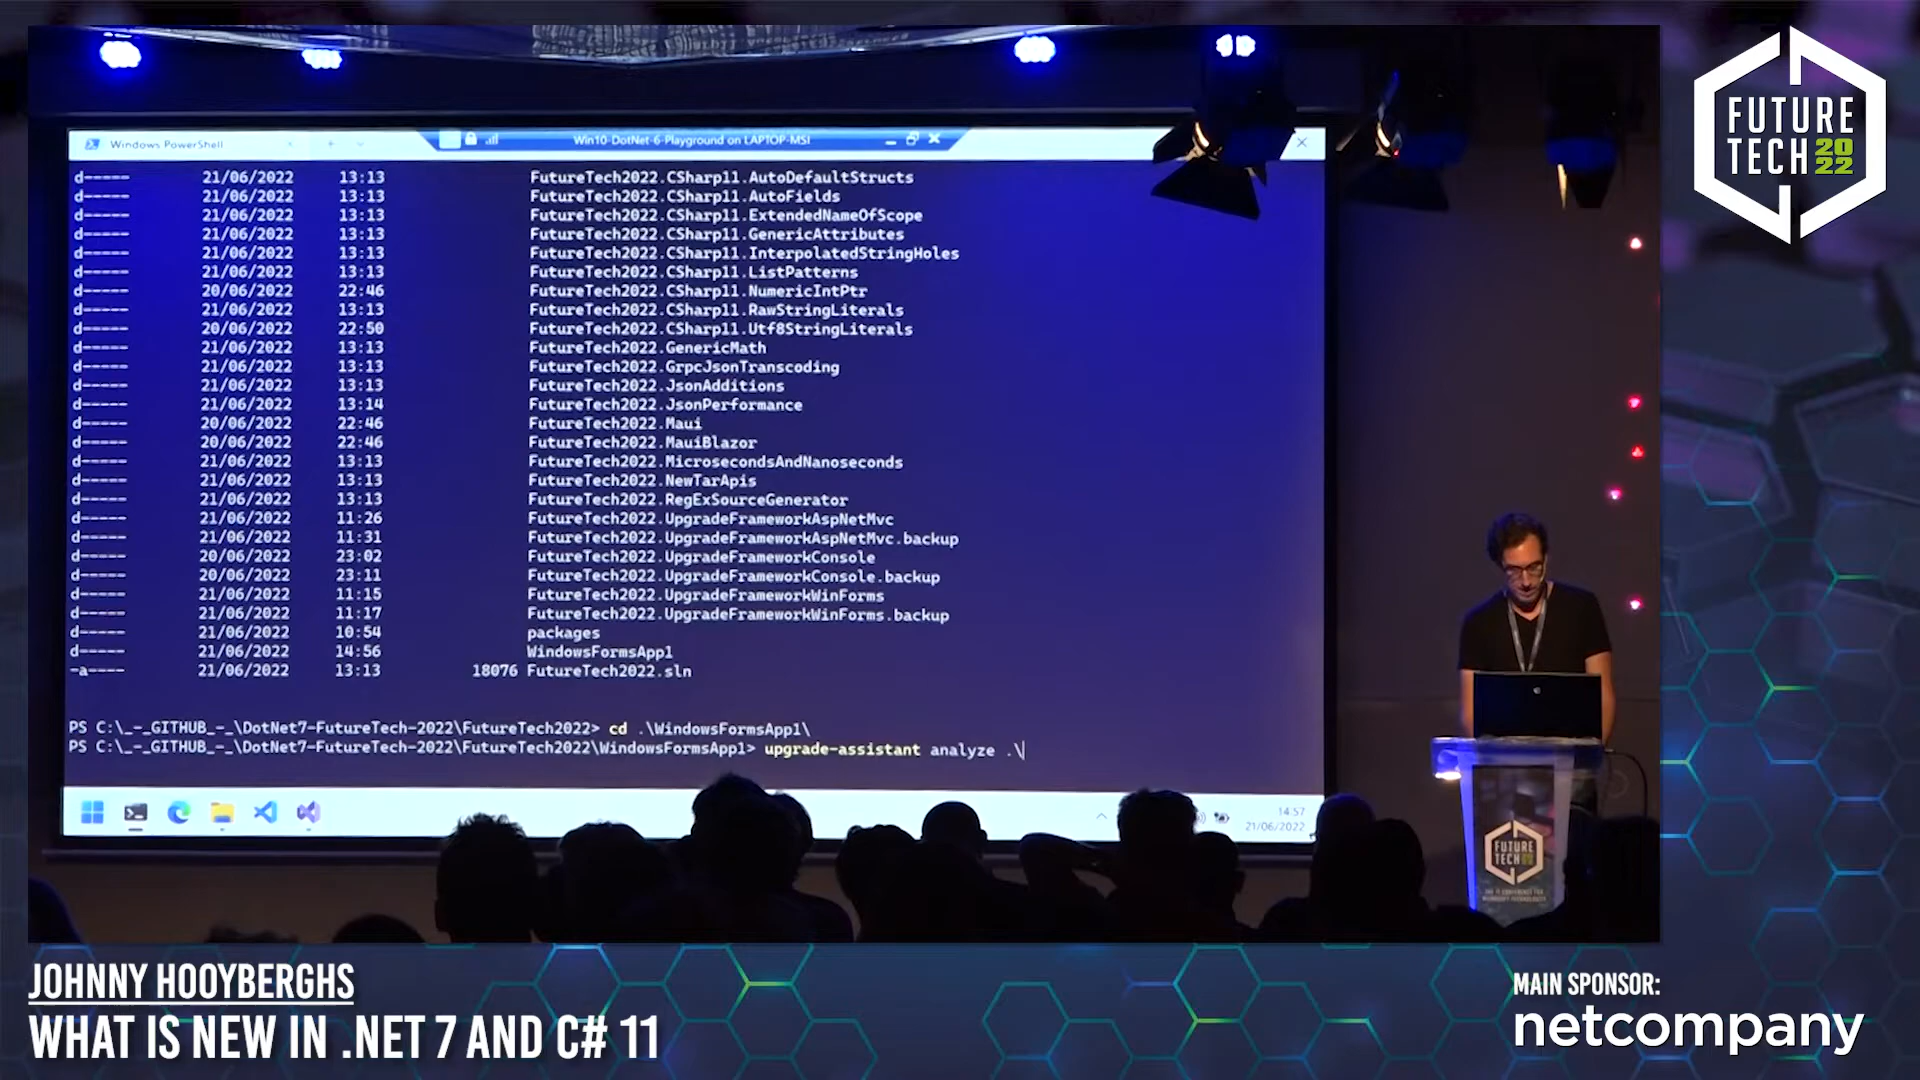 Windows PowerShell
Win10-DotNet-6-Playground on LAPTOP-MSI
d----- 21/06/2022 13:13 FutureTech2022.CSharp11.AutoDefaultStructs
d----- 21/06/2022 13:13 FutureTech2022.CSharp11.AutoFields
d----- 21/06/2022 13:13 FutureTech2022.CSharp11.ExtendedNameOfScope
d----- 21/06/2022 13:13 FutureTech2022.CSharp11.GenericAttributes
d----- 21/06/2022 13:13 FutureTech2022.CSharp11.InterpolatedStringHoles
d----- 21/06/2022 13:13 FutureTech2022.CSharp11.ListPatterns
d----- 20/06/2022 22:46 FutureTech2022.CSharp11.NumericIntPtr
d----- 21/06/2022 13:13 FutureTech2022.CSharp11.RawStringLiterals
d----- 20/06/2022 22:50 FutureTech2022.CSharp11.Utf8StringLiterals
d----- 21/06/2022 13:13 FutureTech2022.GenericMath
d----- 21/06/2022 13:13 FutureTech2022.GrpcJsonTranscoding
d----- 21/06/2022 13:13 FutureTech2022.JsonAdditions
d----- 21/06/2022 13:14 FutureTech2022.JsonPerformance
d----- 20/06/2022 22:46 FutureTech2022.Maui
d----- 20/06/2022 22:46 FutureTech2022.MauiBlazor
d----- 21/06/2022 13:13 FutureTech2022.MicrosecondsAndNanoseconds
d----- 21/06/2022 13:13 FutureTech2022.NewTarApis
d----- 21/06/2022 13:13 FutureTech2022.RegExSourceGenerator
d----- 21/06/2022 11:26 FutureTech2022.UpgradeFrameworkAspNetMvc
d----- 21/06/2022 11:31 FutureTech2022.UpgradeFrameworkAspNetMvc.backup
d----- 20/06/2022 23:02 FutureTech2022.UpgradeFrameworkConsole
d----- 20/06/2022 23:11 FutureTech2022.UpgradeFrameworkConsole.backup
d----- 21/06/2022 11:15 FutureTech2022.UpgradeFrameworkWinForms
d----- 21/06/2022 11:17 FutureTech2022.UpgradeFrameworkWinForms.backup
d----- 21/06/2022 10:54 packages
d----- 21/06/2022 14:56 WindowsFormsApp1
-a---- 21/06/2022 13:13 18076 FutureTech2022.sln
PS C:\_-_GITHUB_-_\DotNet7-FutureTech-2022\FutureTech2022> cd .\WindowsFormsApp1\
PS C:\_-_GITHUB_-_\DotNet7-FutureTech-2022\FutureTech2022\WindowsFormsApp1> upgrade-assistant analyze .\
14:57
21/06/2022
FUTURE
TECH 20
22
FUTURE
TECH
JOHNNY HOOYBERGHS
WHAT IS NEW IN .NET 7 AND C# 11
MAIN SPONSOR:
netcompany